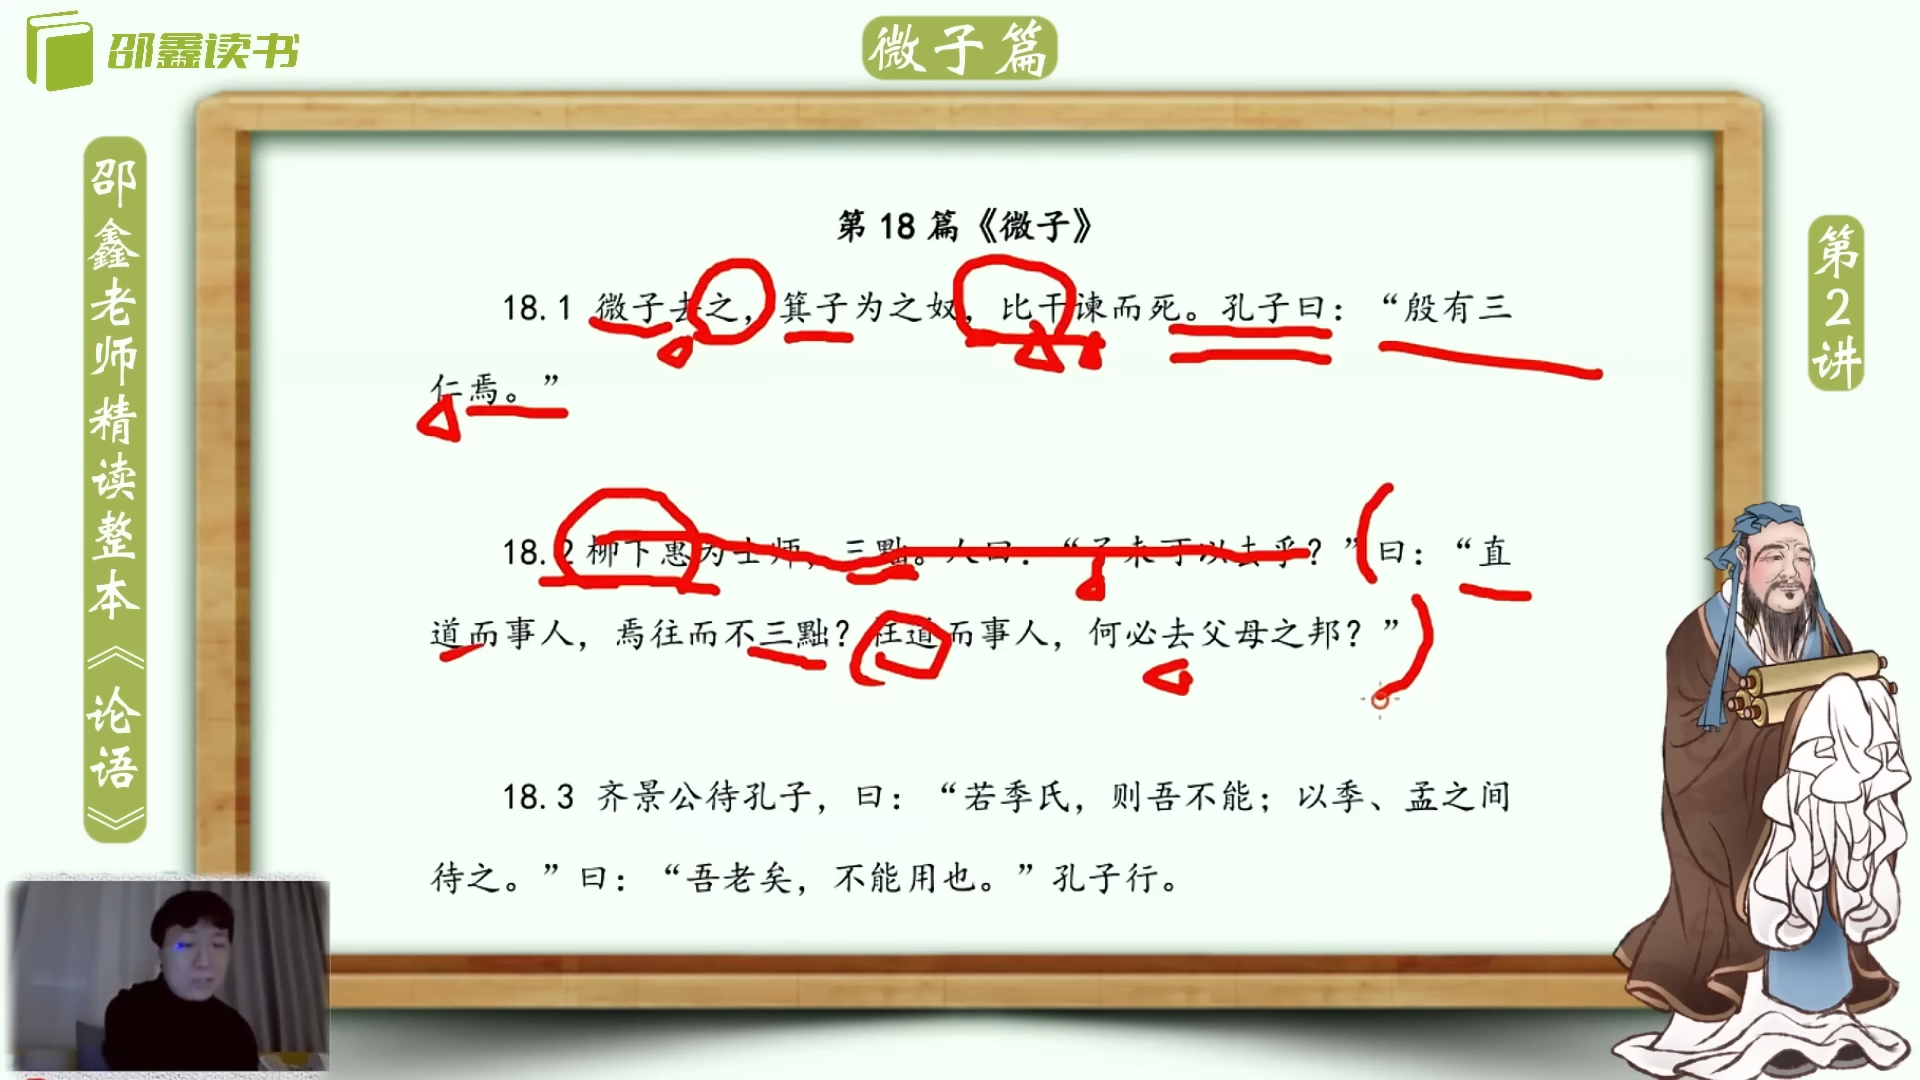 邵鑫读书
微子篇
邵鑫老师精读整本《论语》
第2讲
第 18 篇《微子》
18.1 微子去之，箕子为之奴，比干谏而死。孔子曰：“殷有三
仁焉。”
18.2 柳下惠为士师，三黜。人曰：“子未可以去乎？”曰：“直
道而事人，焉往而不三黜？枉道而事人，何必去父母之邦？”
18.3 齐景公待孔子，曰：“若季氏，则吾不能；以季、孟之间
待之。”曰：“吾老矣，不能用也。”孔子行。